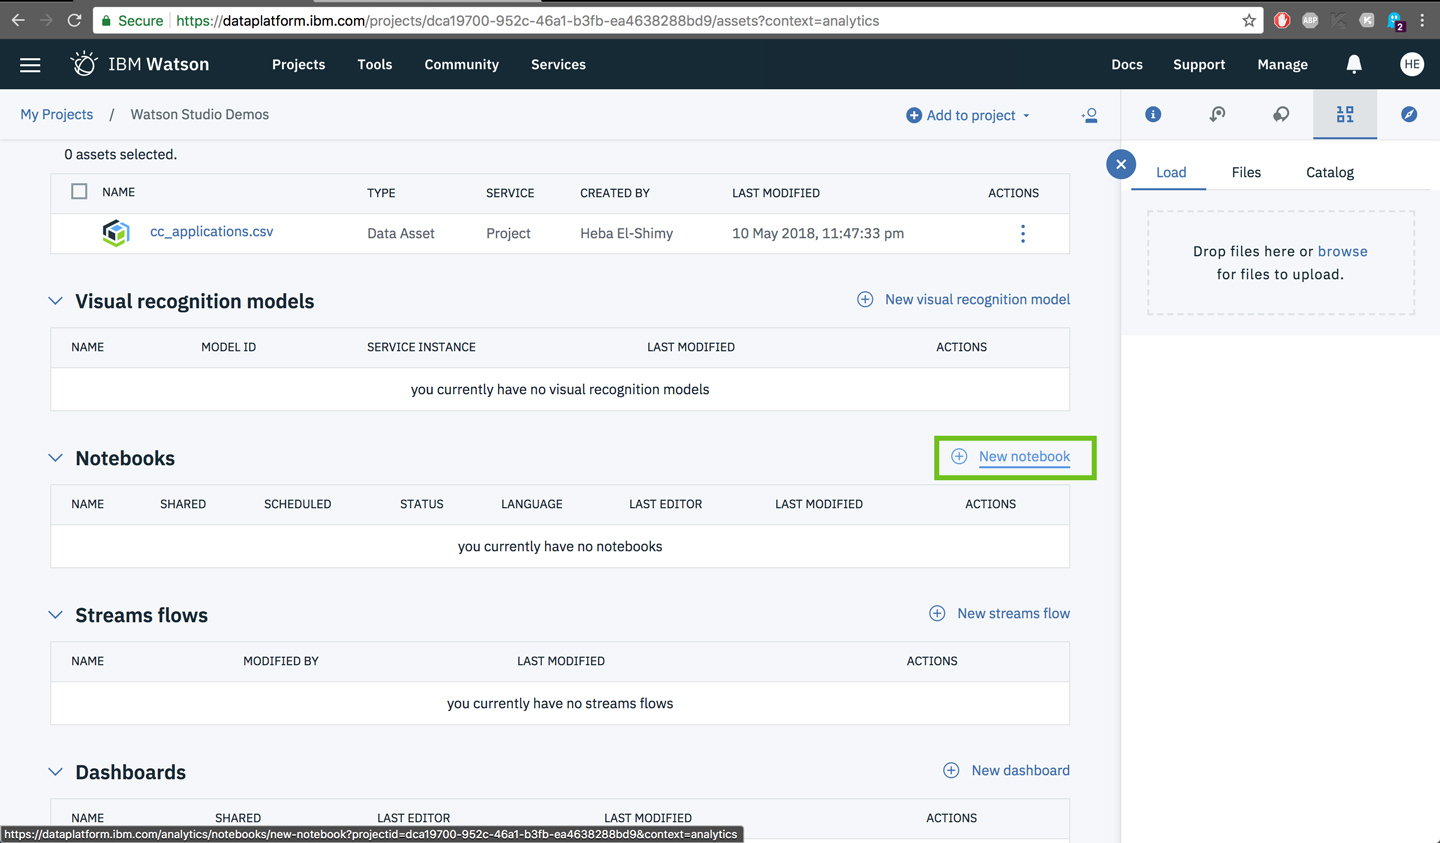 Secure https://dataplatform.ibm.com/projects/dca19700-952c-46a1-b3fb-ea4638288bd9/assets?context=analytics ABP K 2
IBM Watson Projects Tools Community Services Docs Support Manage HE
My Projects / Watson Studio Demos Add to project
0 assets selected.
Load Files Catalog
NAME TYPE SERVICE CREATED BY LAST MODIFIED ACTIONS
cc_applications.csv Data Asset Project Heba El-Shimy 10 May 2018, 11:47:33 pm
Drop files here or browse
for files to upload.
Visual recognition models New visual recognition model
NAME MODEL ID SERVICE INSTANCE LAST MODIFIED ACTIONS
you currently have no visual recognition models
Notebooks New notebook
NAME SHARED SCHEDULED STATUS LANGUAGE LAST EDITOR LAST MODIFIED ACTIONS
you currently have no notebooks
Streams flows New streams flow
NAME MODIFIED BY LAST MODIFIED ACTIONS
you currently have no streams flows
Dashboards New dashboard
NAME SHARED LAST EDITOR LAST MODIFIED ACTIONS
https://dataplatform.ibm.com/analytics/notebooks/new-notebook?projectid=dca19700-952c-46a1-b3fb-ea4638288bd9&context=analytics